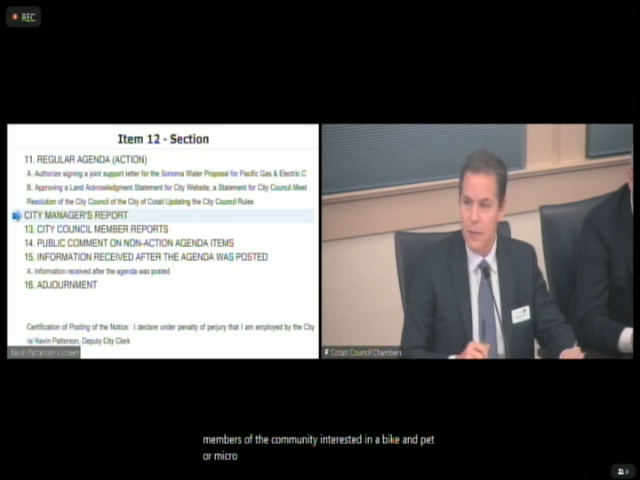 REC
Item 12 - Section
11. REGULAR AGENDA (ACTION)
A. Authorize signing a joint support letter for the Sonoma Water Proposal for Pacific Gas & Electric C
B. Approving a Land Acknowledgment Statement for City Website, a Statement for City Council Meet
Resolution of the City Council of the City of Cotati Updating the City Council Rules
CITY MANAGER'S REPORT
13. CITY COUNCIL MEMBER REPORTS
14. PUBLIC COMMENT ON NON-ACTION AGENDA ITEMS
15. INFORMATION RECEIVED AFTER THE AGENDA WAS POSTED
A. Information received after the agenda was posted
16. ADJOURNMENT
Certification of Posting of the Notice: I declare under penalty of perjury that I am employed by the City
/s/ Kevin Patterson, Deputy City Clerk
Kevin Patterson's screen
Cotati Council Chambers
members of the community interested in a bike and pet
or micro